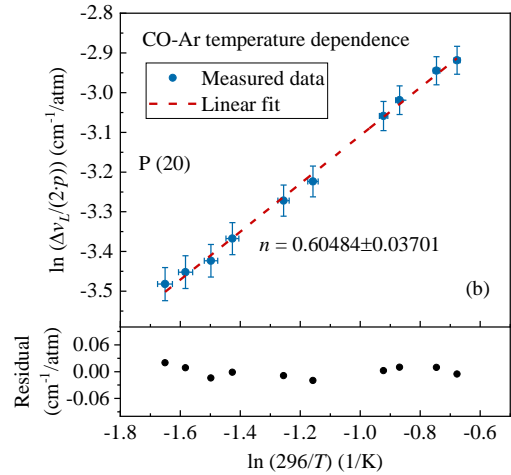 CO-Ar temperature dependence
Measured data
Linear fit
P (20)
n = 0.60484±0.03701
(b)
ln (Δν_L/(2·p)) (cm⁻¹/atm)
-2.8
-2.9
-3.0
-3.1
-3.2
-3.3
-3.4
-3.5
Residual
(cm⁻¹/atm)
0.06
0.00
-0.06
-1.8
-1.6
-1.4
-1.2
-1.0
-0.8
-0.6
ln (296/T) (1/K)